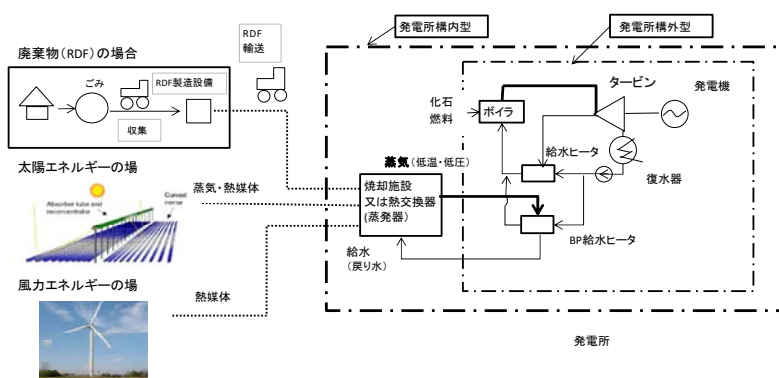 RDF
輸送
発電所構内型
発電所構外型
廃棄物(RDF)の場合
ごみ
RDF製造設備
収集
タービン
発電機
化石
燃料
ボイラ
給水ヒータ
復水器
蒸気(低温・低圧)
太陽エネルギーの場
Absorber tube and
reconcentrator
Curved
mirror
蒸気・熱媒体
焼却施設
又は熱交換器
(蒸発器)
BP給水ヒータ
給水
(戻り水)
風力エネルギーの場
熱媒体
発電所